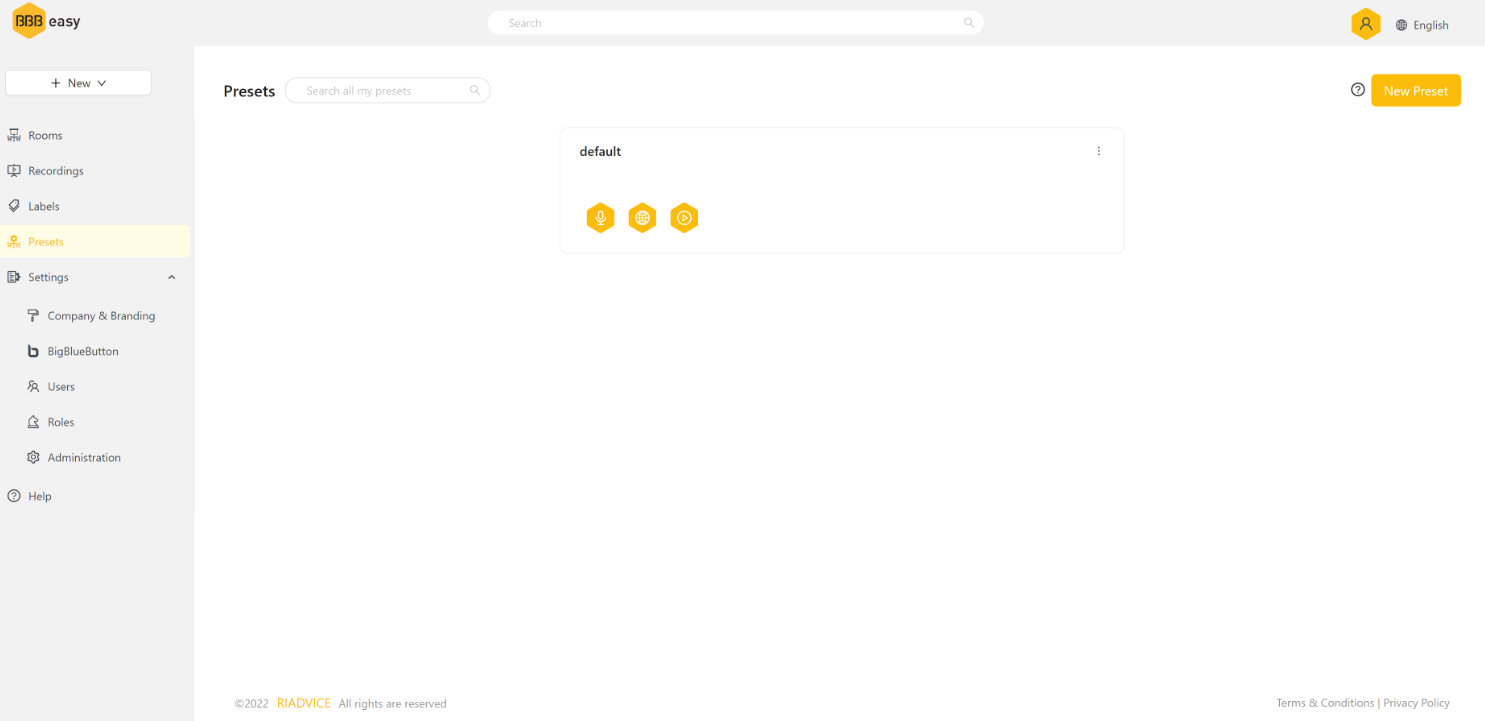 BBB easy
Search
English
New
Presets
Search all my presets
New Preset
Rooms
Recordings
Labels
Presets
Settings
Company & Branding
BigBlueButton
Users
Roles
Administration
Help
default
©2022 RIADVICE All rights are reserved
Terms & Conditions | Privacy Policy